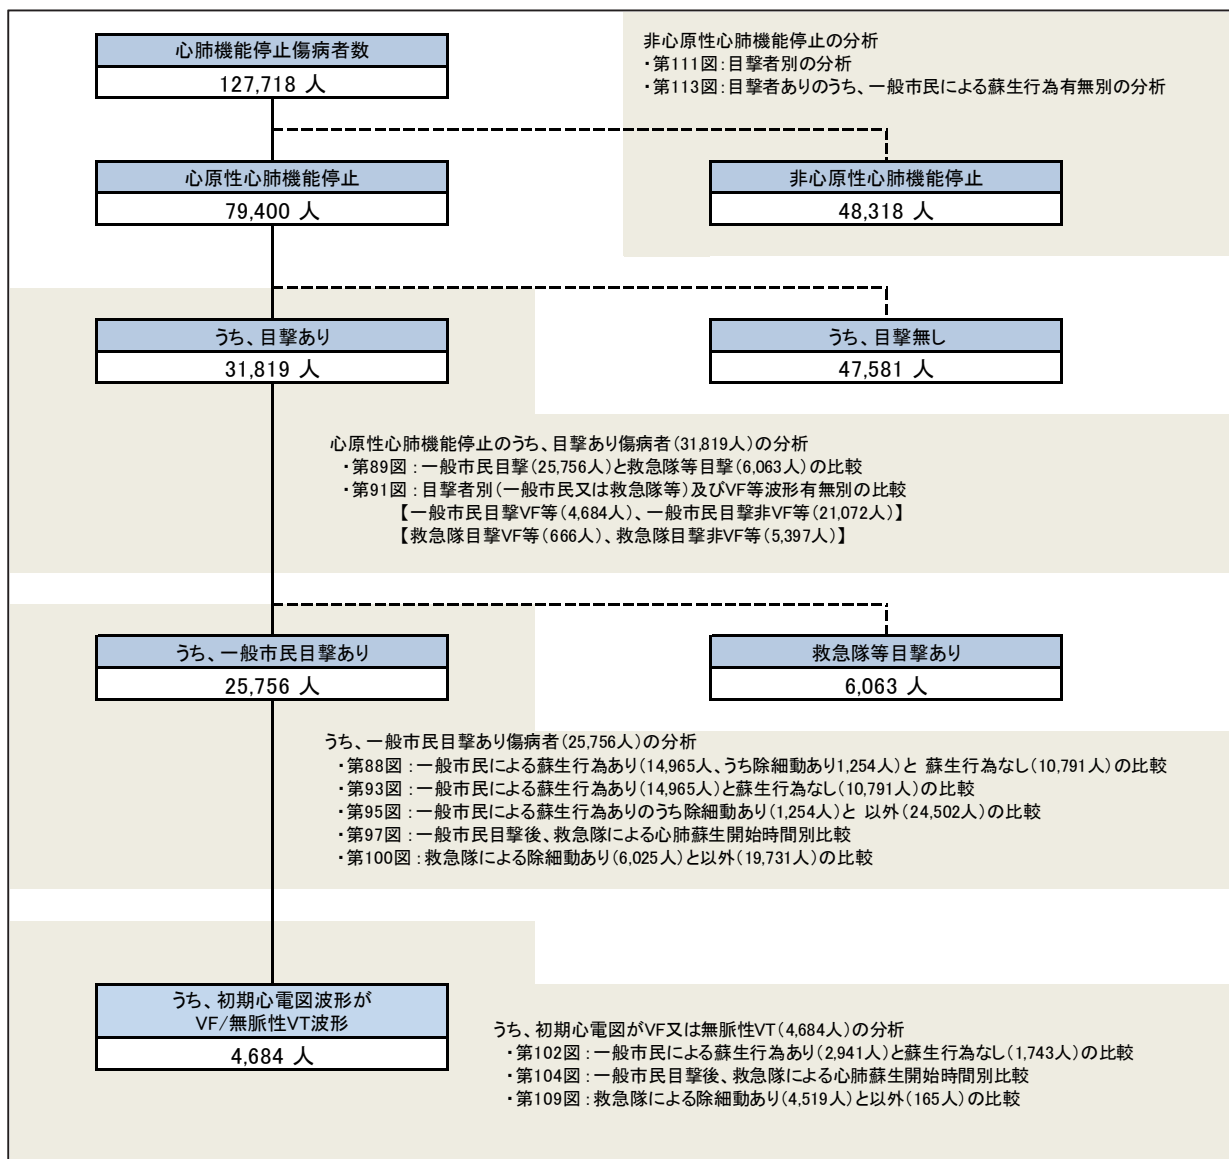 心肺機能停止傷病者数
127,718 人
非心原性心肺機能停止の分析
・第111図：目撃者別の分析
・第113図：目撃者ありのうち、一般市民による蘇生行為有無別の分析
心原性心肺機能停止
79,400 人
非心原性心肺機能停止
48,318 人
うち、目撃あり
31,819 人
うち、目撃無し
47,581 人
心原性心肺機能停止のうち、目撃あり傷病者（31,819人）の分析
・第89図：一般市民目撃（25,756人）と救急隊等目撃（6,063人）の比較
・第91図：目撃者別（一般市民又は救急隊等）及びVF等波形有無別の比較
【一般市民目撃VF等（4,684人）、一般市民目撃非VF等（21,072人）】
【救急隊目撃VF等（666人）、救急隊目撃非VF等（5,397人）】
うち、一般市民目撃あり
25,756 人
救急隊等目撃あり
6,063 人
うち、一般市民目撃あり傷病者（25,756人）の分析
・第88図：一般市民による蘇生行為あり（14,965人、うち除細動あり1,254人）と 蘇生行為なし（10,791人）の比較
・第93図：一般市民による蘇生行為あり（14,965人）と蘇生行為なし（10,791人）の比較
・第95図：一般市民による蘇生行為ありのうち除細動あり（1,254人）と 以外（24,502人）の比較
・第97図：一般市民目撃後、救急隊による心肺蘇生開始時間別比較
・第100図：救急隊による除細動あり（6,025人）と以外（19,731人）の比較
うち、初期心電図波形が
VF/無脈性VT波形
4,684 人
うち、初期心電図がVF又は無脈性VT（4,684人）の分析
・第102図：一般市民による蘇生行為あり（2,941人）と蘇生行為なし（1,743人）の比較
・第104図：一般市民目撃後、救急隊による心肺蘇生開始時間別比較
・第109図：救急隊による除細動あり（4,519人）と以外（165人）の比較